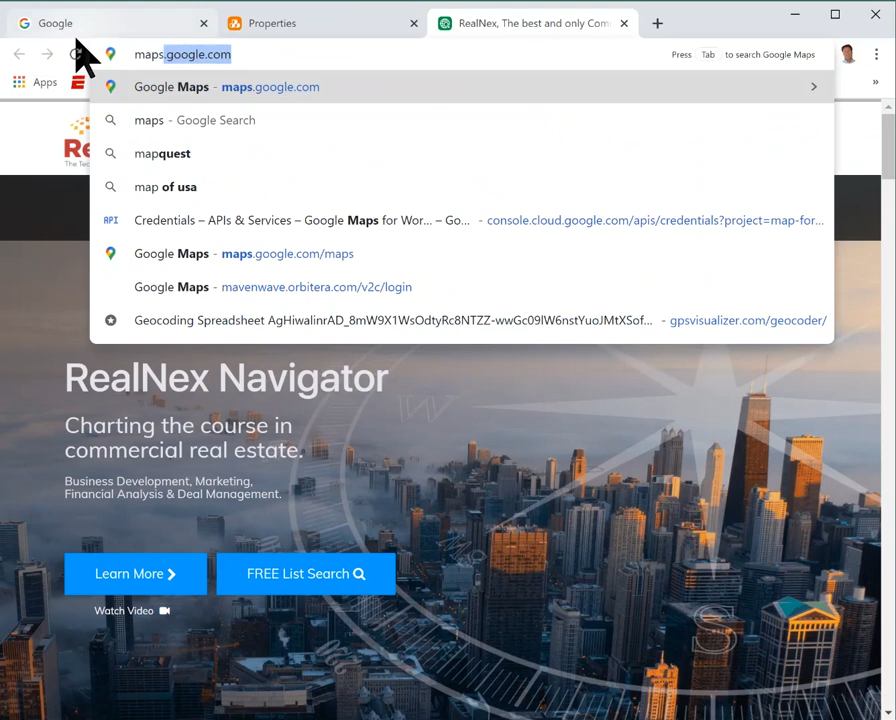 Google
Properties
RealNex, The best and only Com
maps.google.com
Press Tab to search Google Maps
Apps
Google Maps - maps.google.com
maps - Google Search
mapquest
map of usa
API Credentials – APIs & Services – Google Maps for Wor... – Go... - console.cloud.google.com/apis/credentials?project=map-for...
Google Maps - maps.google.com/maps
Google Maps - mavenwave.orbitera.com/v2c/login
Geocoding Spreadsheet AgHiwalinrAD_8mW9X1WsOdtyRc8NTZZ-wwGc09lW6nstYuoJMtXSof... - gpsvisualizer.com/geocoder/
RealNex Navigator
Charting the course in
commercial real estate.
Business Development, Marketing,
Financial Analysis & Deal Management.
Learn More
FREE List Search
Watch Video